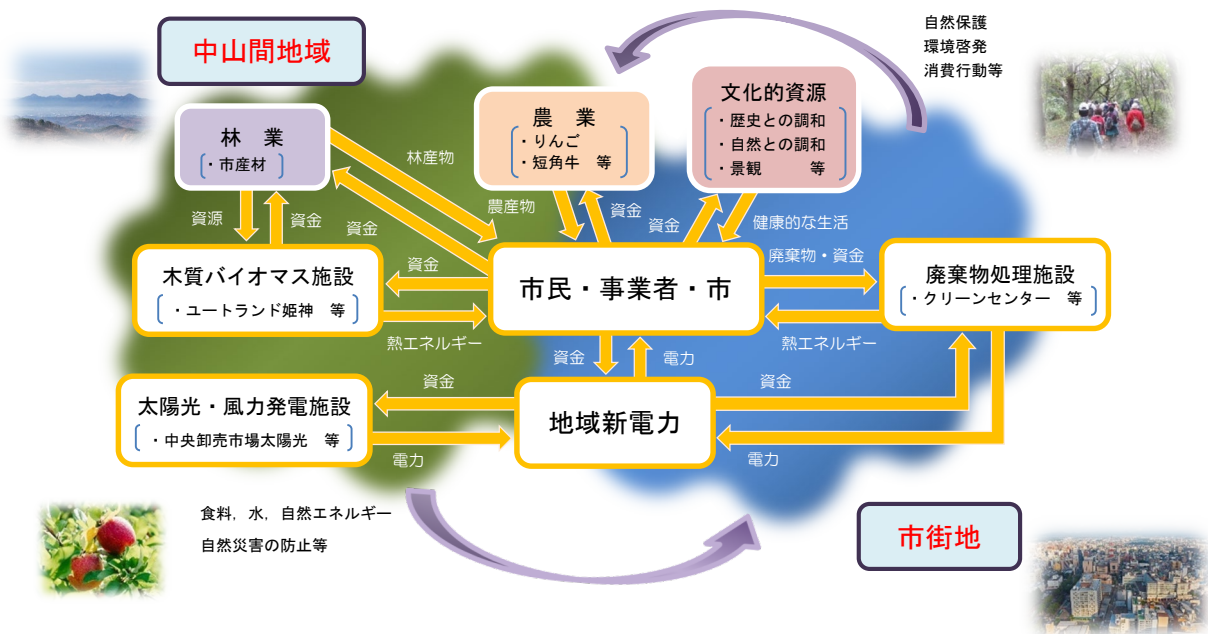 中山間地域
自然保護
環境啓発
消費行動等
林　業
・市産材
農　業
・りんご
・短角牛　等
文化的資源
・歴史との調和
・自然との調和
・景観　　等
林産物
資源
資金
資金
農産物
資金
資金
健康的な生活
木質バイオマス施設
・ユートランド姫神　等
資金
熱エネルギー
市民・事業者・市
廃棄物・資金
熱エネルギー
廃棄物処理施設
・クリーンセンター　等
資金
電力
太陽光・風力発電施設
・中央卸売市場太陽光　等
資金
電力
地域新電力
資金
電力
食料，水，自然エネルギー
自然災害の防止等
市街地